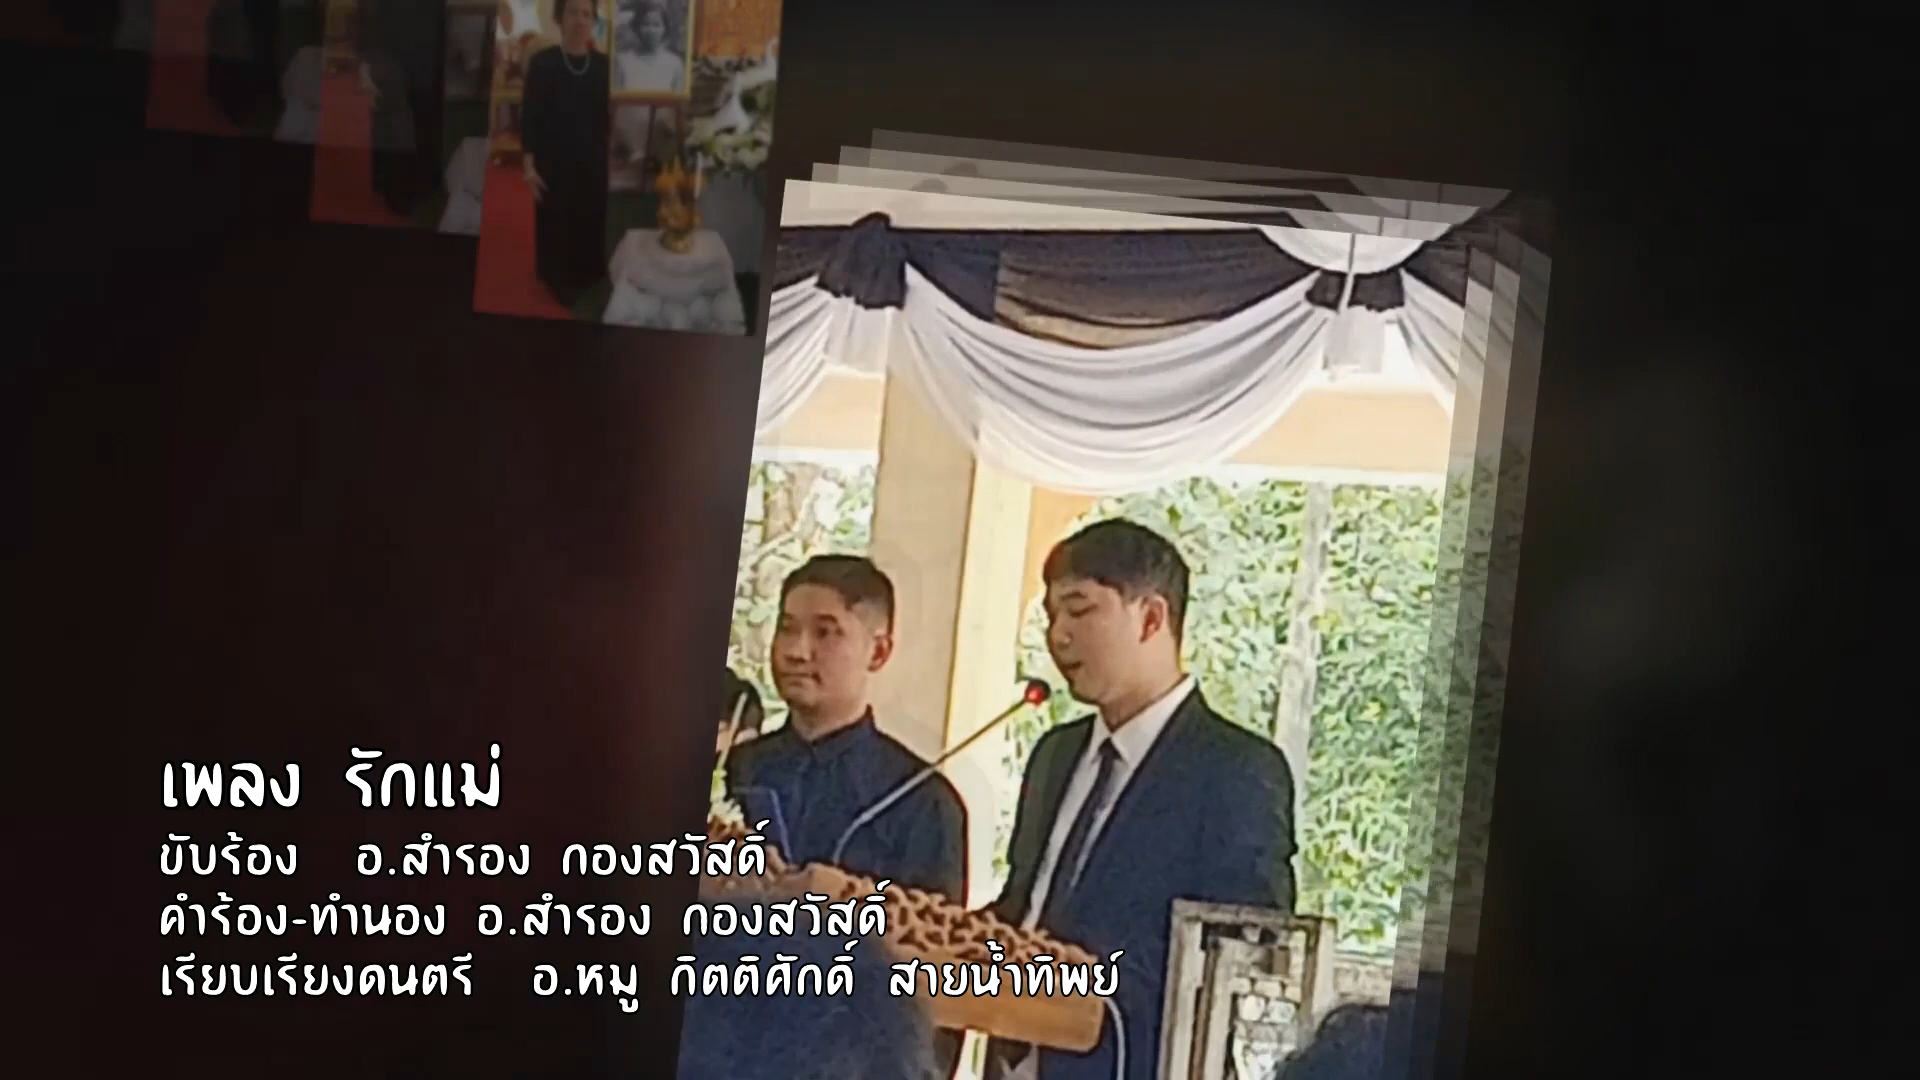 เพลง รักแม่
ขับร้อง อ.สำรอง กองสวัสดิ์
คำร้อง-ทำนอง อ.สำรอง กองสวัสดิ์
เรียบเรียงดนตรี อ.หมู กิตติศักดิ์ สายน้ำทิพย์